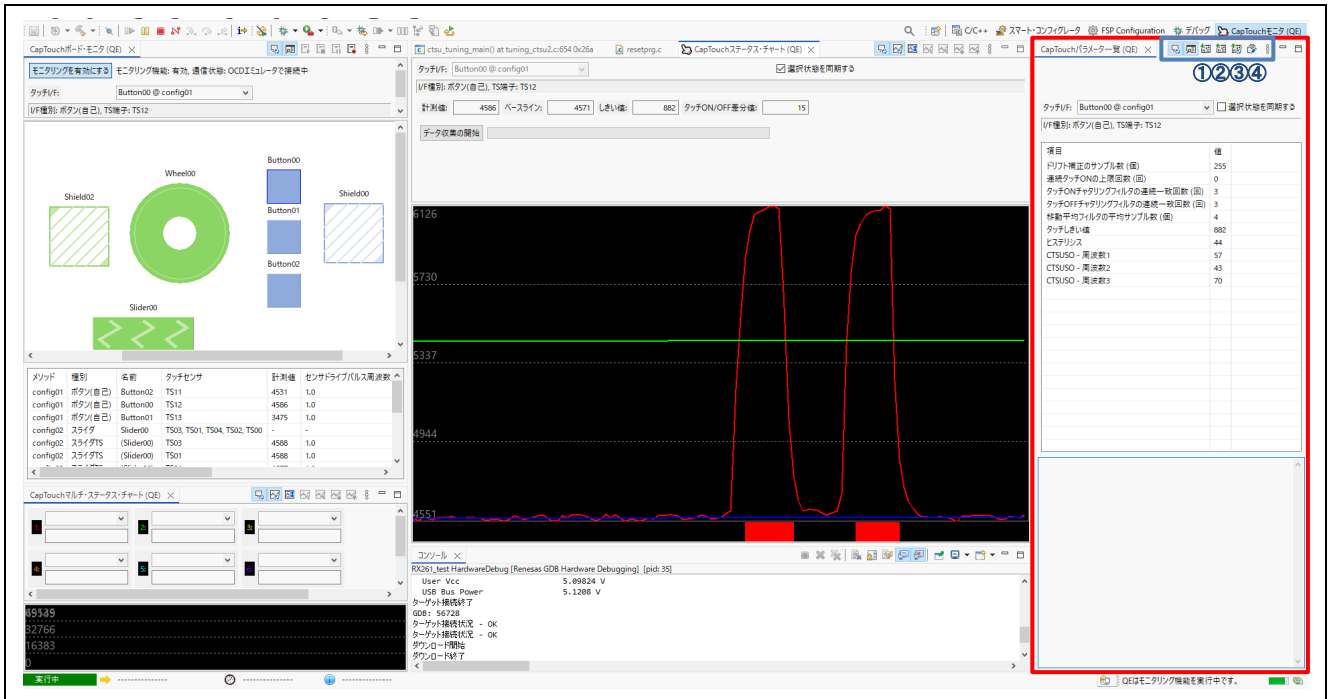 C/C++ スマート・コンフィグレータ FSP Configuration デバッグ CapTouchモニタ (QE)
CapTouchボード・モニタ (QE)
モニタリングを有効にする モニタリング機能: 有効, 通信状態: OCDエミュレータで接続中
タッチI/F: Button00 @ config01
I/F種別: ボタン(自己), TS端子: TS12
Button00
Wheel00
Shield02
Shield00
Button01
Button02
Slider00
メソッド 種別 名前 タッチセンサ 計測値 センサドライブパルス周波数
config01 ボタン(自己) Button02 TS11 4531 1.0
config01 ボタン(自己) Button00 TS12 4586 1.0
config01 ボタン(自己) Button01 TS13 3475 1.0
config02 スライダ Slider00 TS03, TS01, TS04, TS02, TS00 - -
config02 スライダTS (Slider00) TS03 4588 1.0
config02 スライダTS (Slider00) TS01 4588 1.0
CapTouchマルチ・ステータス・チャート (QE)
1: 2: 3:
4: 5: 6:
32766
16383
0
ctsu_tuning_main() at tuning_ctsu2.c:654 0x26a
resetprg.c
CapTouchステータス・チャート (QE)
タッチI/F: Button00 @ config01 選択状態を同期する
I/F種別: ボタン(自己), TS端子: TS12
計測値: 4586 ベースライン: 4571 しきい値: 882 タッチON/OFF差分値: 15
データ収集の開始
6126
5730
5337
4944
4551
コンソール
RX261_test HardwareDebug [Renesas GDB Hardware Debugging] [pid: 35]
User Vcc 5.09824 V
USB Bus Power 5.1208 V
ターゲット接続終了
GDB: 56728
ターゲット接続状況 - OK
ターゲット接続状況 - OK
ダウンロード開始
ダウンロード終了
CapTouchパラメーター覧 (QE)
①②③④
タッチI/F: Button00 @ config01 選択状態を同期する
I/F種別: ボタン(自己), TS端子: TS12
項目 値
ドリフト補正のサンプル数 (個) 255
連続タッチONの上限回数 (回) 0
タッチONチャタリングフィルタの連続一致回数 (回) 3
タッチOFFチャタリングフィルタの連続一致回数 (回) 3
移動平均フィルタの平均サンプル数 (個) 4
タッチしきい値 882
ヒステリシス 44
CTSUSO - 周波数1 57
CTSUSO - 周波数2 43
CTSUSO - 周波数3 70
実行中 --------------- --------------- ---------------
QEはモニタリング機能を実行中です。